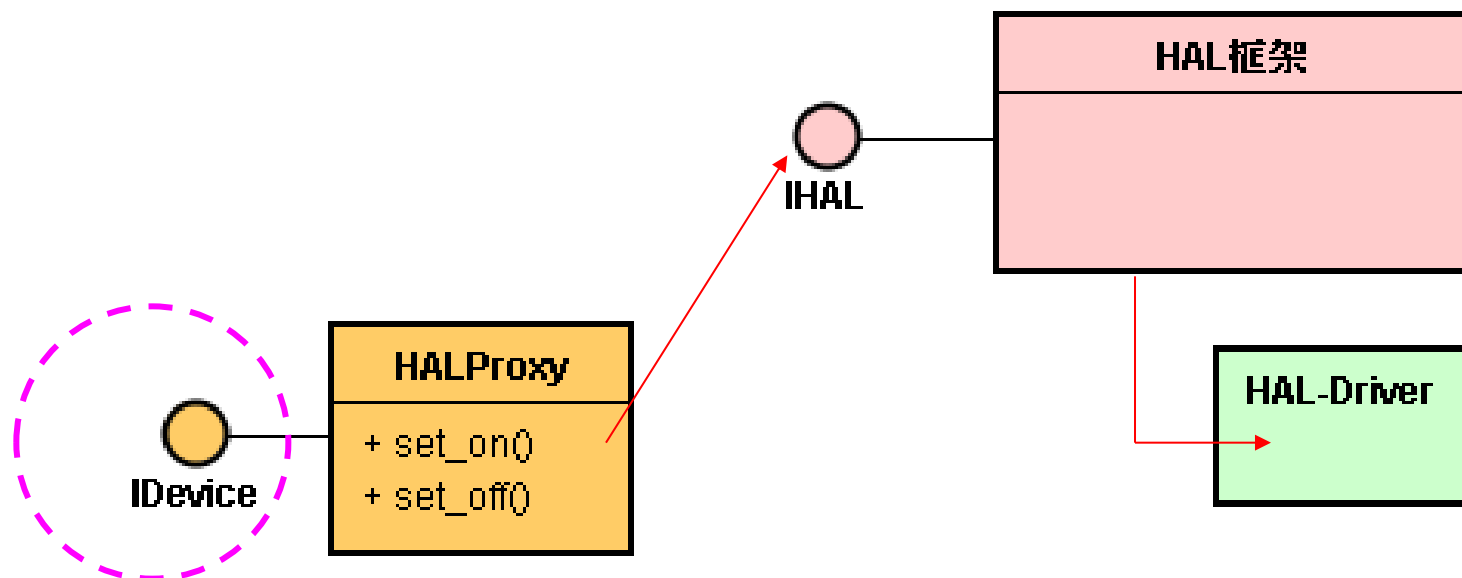 HAL框架
IHAL
HALProxy
+ set_on()
+ set_off()
IDevice
HAL-Driver